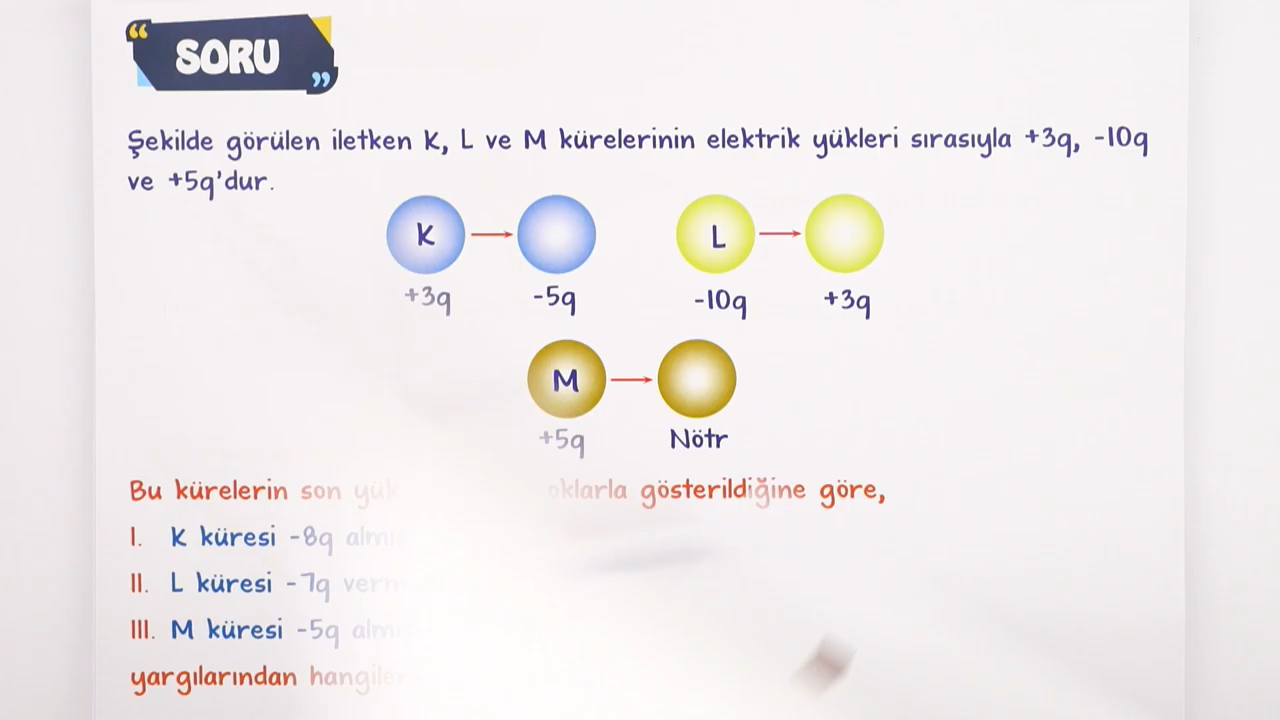 “ SORU ”
Şekilde görülen iletken K, L ve M kürelerinin elektrik yükleri sırasıyla +3q, -10q
ve +5q'dur.
K L
+3q -5q -10q +3q
M
+5q Nötr
Bu kürelerin son yük oklarla gösterildiğine göre,
I. K küresi -8q
II. L küresi -7q
III. M küresi -5q
yargılarından